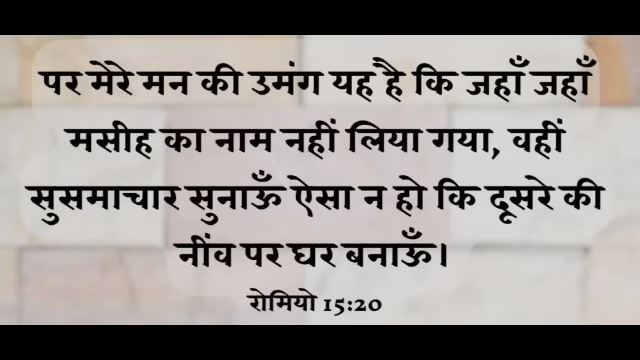 पर मेरे मन की उमंग यह है कि जहाँ जहाँ
मसीह का नाम नहीं लिया गया, वहीं
सुसमाचार सुनाऊँ ऐसा न हो कि दूसरे की
नींव पर घर बनाऊँ।
रोमियो 15:20